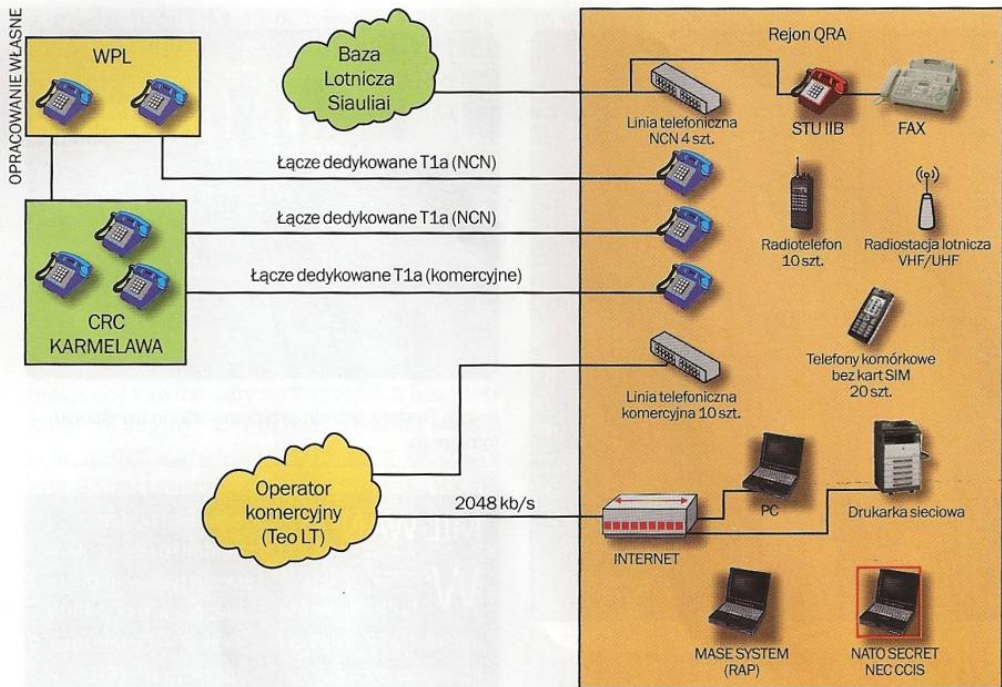 OPRACOWANIE WŁASNE
WPL
Baza
Lotnicza
Siauliai
Rejon QRA
Linia telefoniczna
NCN 4 szt.
STU IIB
FAX
Łącze dedykowane T1a (NCN)
Łącze dedykowane T1a (NCN)
Łącze dedykowane T1a (komercyjne)
Radiotelefon
10 szt.
Radiostacja lotnicza
VHF/UHF
CRC
KARMELAWA
Telefony komórkowe
bez kart SIM
20 szt.
Linia telefoniczna
komercyjna 10 szt.
Operator
komercyjny
(Teo LT)
2048 kb/s
INTERNET
PC
Drukarka sieciowa
MASE SYSTEM
(RAP)
NATO SECRET
NEC CCIS